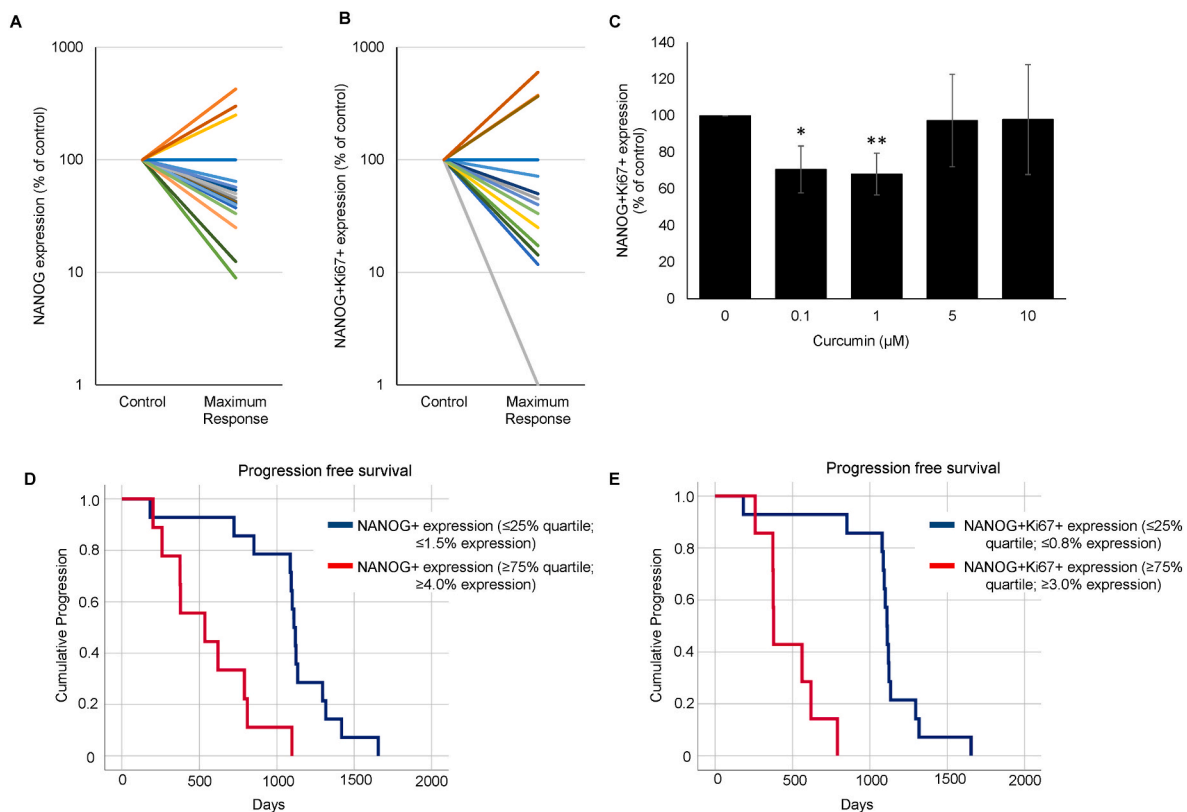 A
NANOG expression (% of control)
1000
100
10
1
Control
Maximum
Response
B
NANOG+Ki67+ expression (% of control)
1000
100
10
1
Control
Maximum
Response
C
NANOG+Ki67+ expression
(% of control)
140
120
100
80
60
40
20
0
*
**
0
0.1
1
5
10
Curcumin (µM)
D
Progression free survival
Cumulative Progression
1.0
0.8
0.6
0.4
0.2
0
NANOG+ expression (≤25% quartile;
≤1.5% expression)
NANOG+ expression (≥75% quartile;
≥4.0% expression)
0
500
1000
1500
2000
Days
E
Progression free survival
Cumulative Progression
1.0
0.8
0.6
0.4
0.2
0
NANOG+Ki67+ expression (≤25%
quartile; ≤0.8% expression)
NANOG+Ki67+ expression (≥75%
quartile; ≥3.0% expression)
0
500
1000
1500
2000
Days